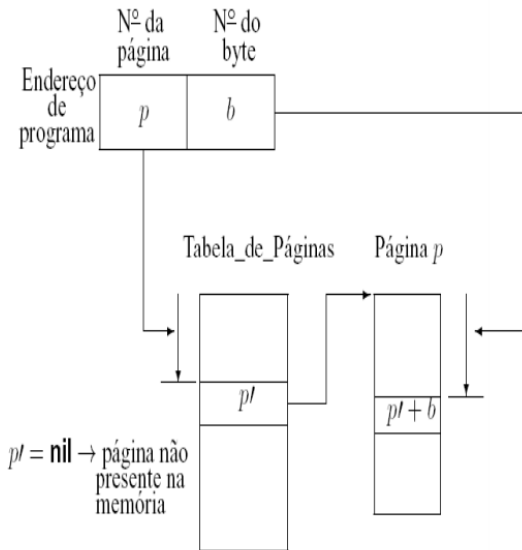 Nº da
página
Nº do
byte
Endereço
de
programa
p
b
Tabela_de_Páginas
Página p
p′
p′ + b
p′ = nil → página não
presente na
memória